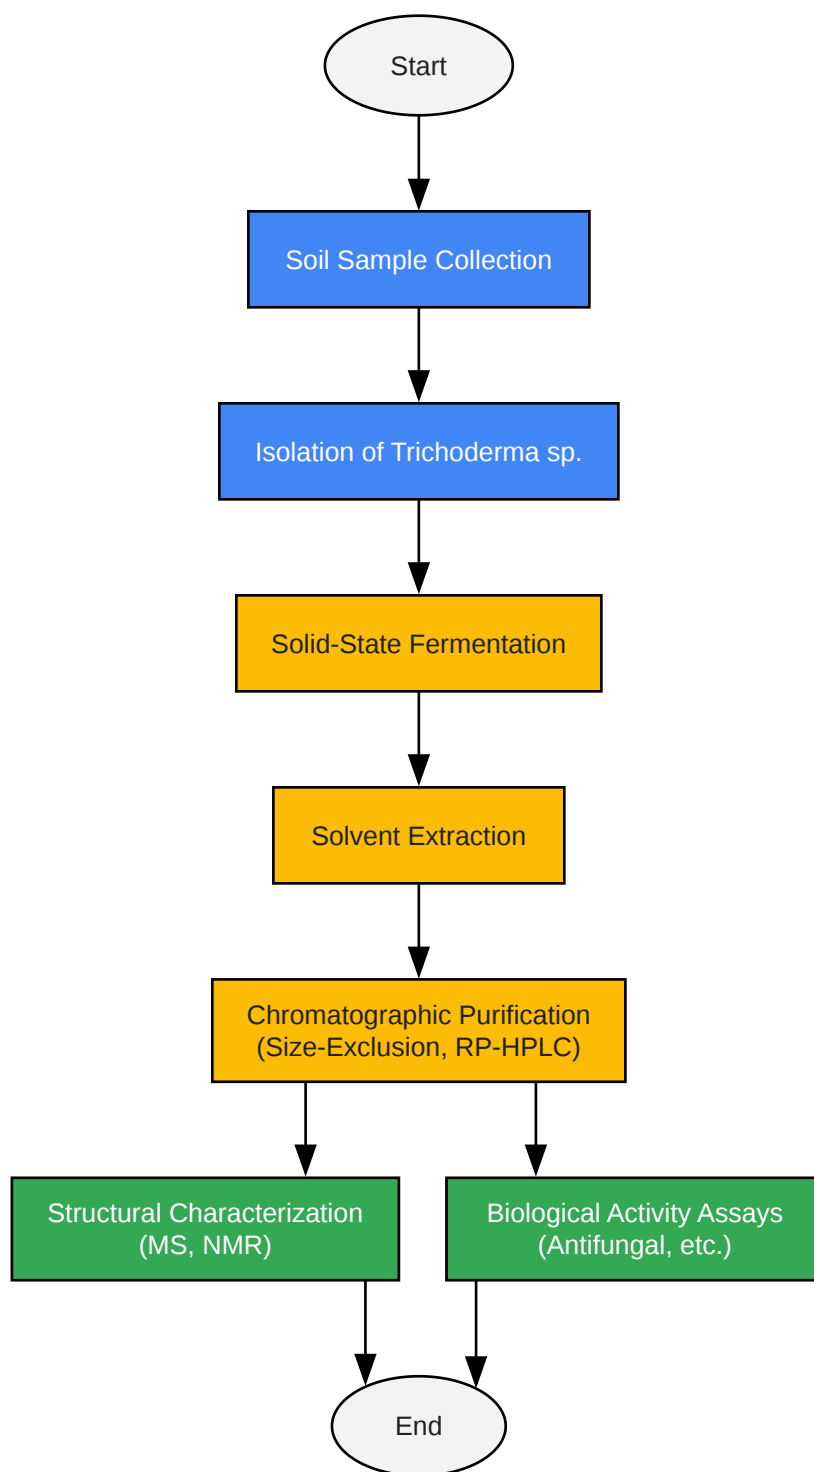 Start
Soil Sample Collection
Isolation of Trichoderma sp.
Solid-State Fermentation
Solvent Extraction
Chromatographic Purification
(Size-Exclusion, RP-HPLC)
Structural Characterization
(MS, NMR)
Biological Activity Assays
(Antifungal, etc.)
End